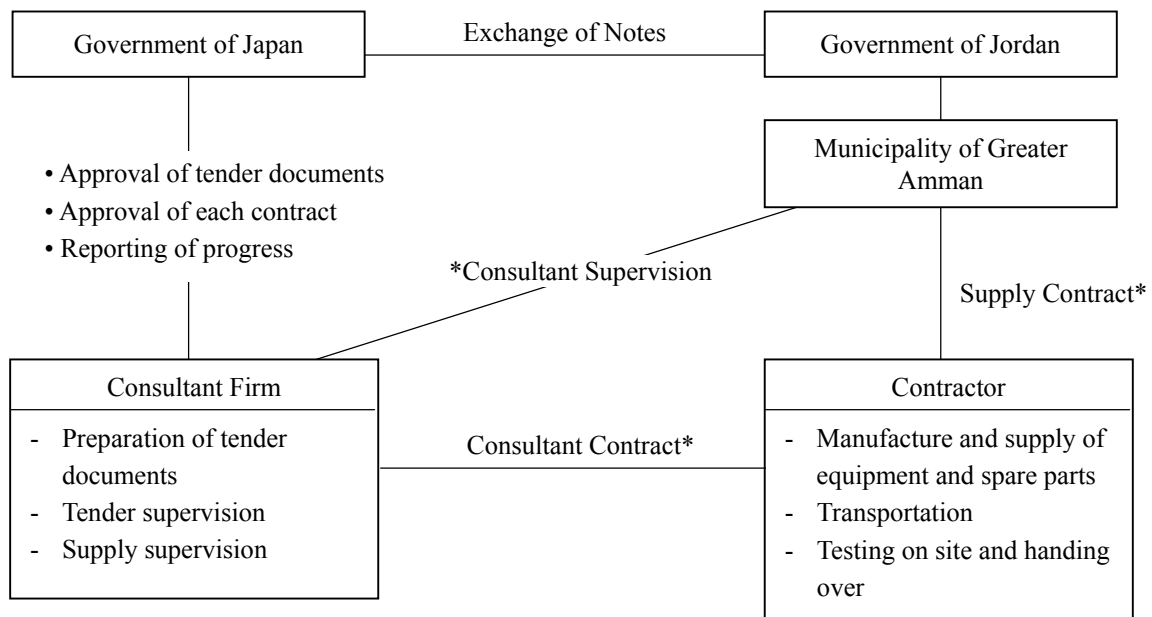 Government of Japan
Exchange of Notes
Government of Jordan
Municipality of Greater
Amman
• Approval of tender documents
• Approval of each contract
• Reporting of progress
*Consultant Supervision
Supply Contract*
Consultant Firm
- Preparation of tender
documents
- Tender supervision
- Supply supervision
Consultant Contract*
Contractor
- Manufacture and supply of
equipment and spare parts
- Transportation
- Testing on site and handing
over